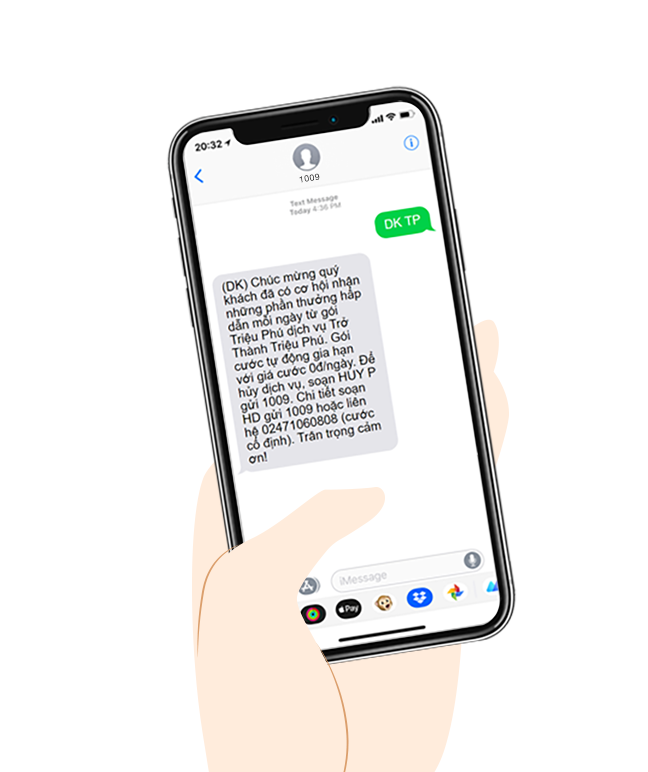 20:32
1009
Text Message
Today 4:36 PM
DK TP
(DK) Chúc mừng quý
khách đã có cơ hội nhận
những phần thưởng hấp
dẫn mỗi ngày từ gói
Triệu Phú dịch vụ Trở
Thành Triệu Phú. Gói
cước tự động gia hạn
với giá cước 0đ/ngày. Để
hủy dịch vụ, soạn HUY P
gửi 1009. Chi tiết soạn
HD gửi 1009 hoặc liên
hệ 02471060808 (cước
cố định). Trân trọng cảm
ơn!
iMessage
Pay